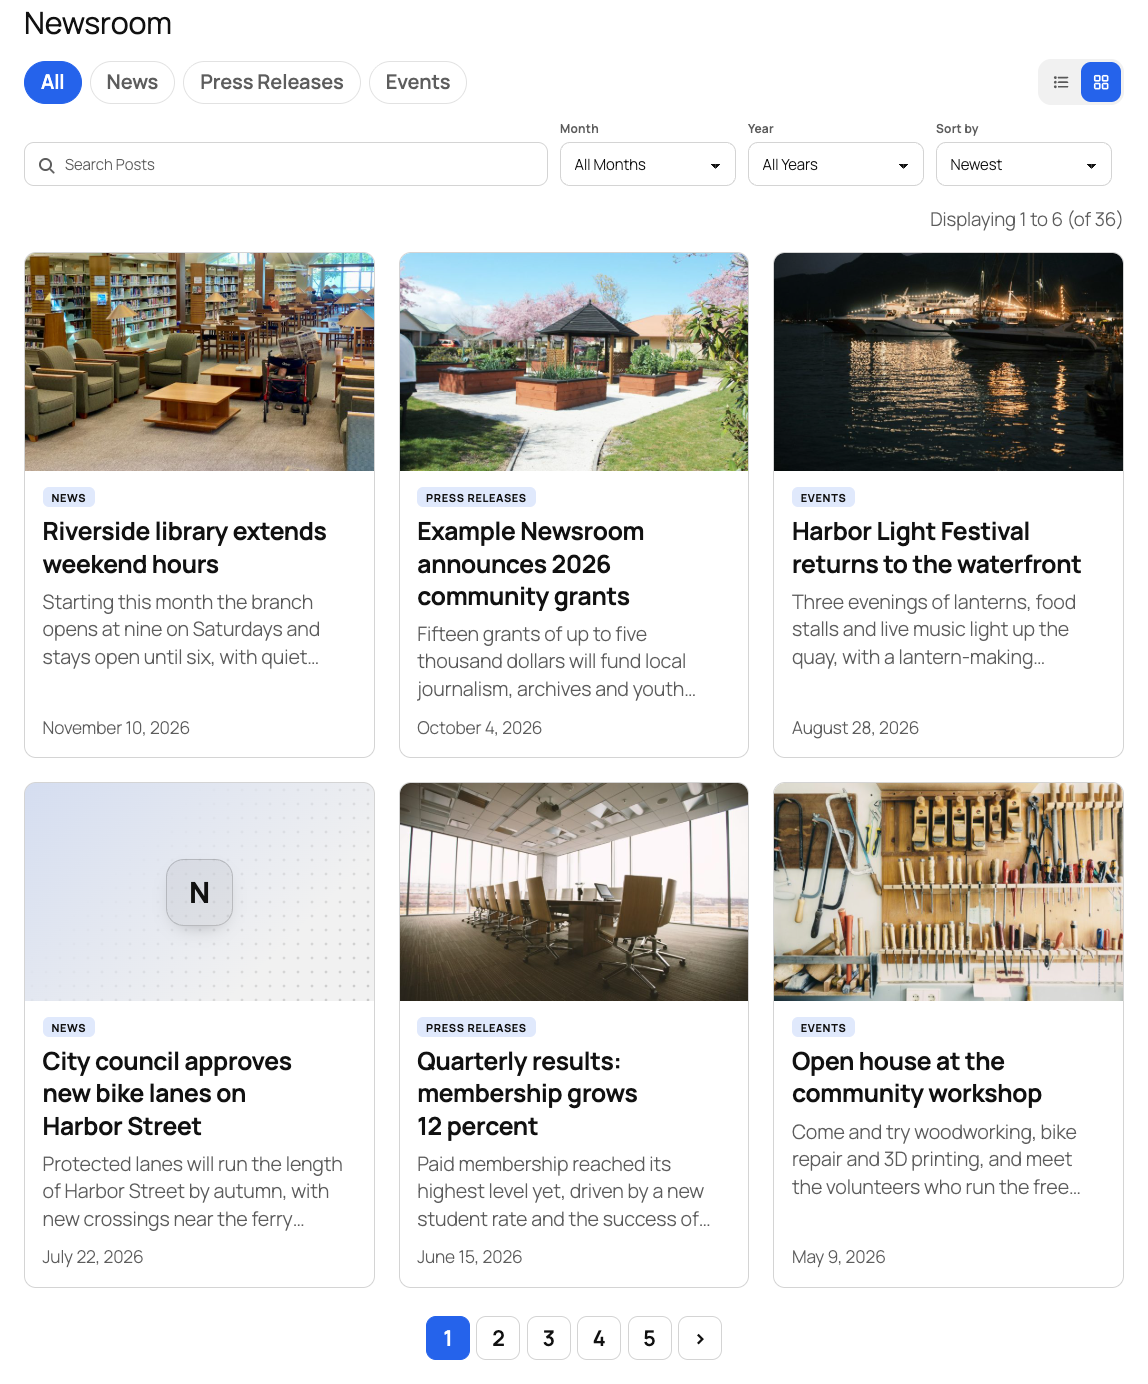 Newsroom
All
News
Press Releases
Events
Month
Year
Sort by
Search Posts
All Months
All Years
Newest
Displaying 1 to 6 (of 36)
NEWS
Riverside library extends
weekend hours
Starting this month the branch
opens at nine on Saturdays and
stays open until six, with quiet...
November 10, 2026
PRESS RELEASES
Example Newsroom
announces 2026
community grants
Fifteen grants of up to five
thousand dollars will fund local
journalism, archives and youth...
October 4, 2026
EVENTS
Harbor Light Festival
returns to the waterfront
Three evenings of lanterns, food
stalls and live music light up the
quay, with a lantern-making...
August 28, 2026
N
NEWS
City council approves
new bike lanes on
Harbor Street
Protected lanes will run the length
of Harbor Street by autumn, with
new crossings near the ferry...
July 22, 2026
PRESS RELEASES
Quarterly results:
membership grows
12 percent
Paid membership reached its
highest level yet, driven by a new
student rate and the success of...
June 15, 2026
EVENTS
Open house at the
community workshop
Come and try woodworking, bike
repair and 3D printing, and meet
the volunteers who run the free...
May 9, 2026
1
2
3
4
5
›